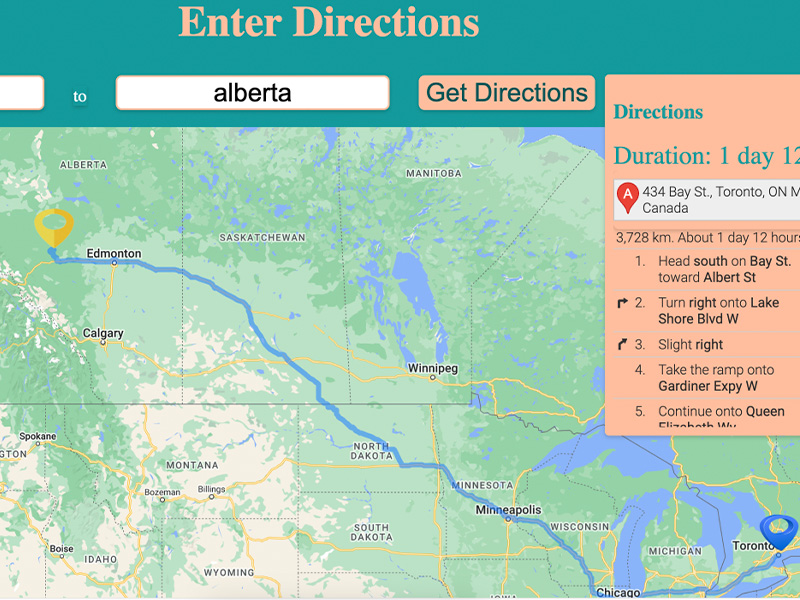 Enter Directions
to
alberta
Get Directions
Directions
Duration: 1 day 12
A
434 Bay St., Toronto, ON M
Canada
3,728 km. About 1 day 12 hours
1. Head south on Bay St.
toward Albert St
2. Turn right onto Lake
Shore Blvd W
3. Slight right
4. Take the ramp onto
Gardiner Expy W
5. Continue onto Queen
Elizabeth Wy
ALBERTA
MANITOBA
SASKATCHEWAN
Edmonton
Calgary
Winnipeg
Spokane
GTON
MONTANA
NORTH
DAKOTA
Bozeman
Billings
MINNESOTA
Minneapolis
SOUTH
DAKOTA
WISCONSIN
Boise
IDAHO
MICHIGAN
Toronto
WYOMING
Chicago
IOWA